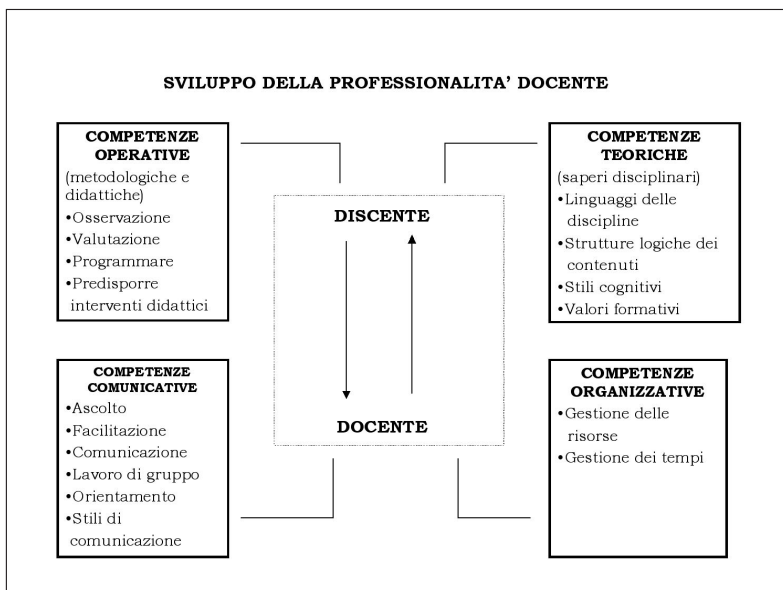 SVILUPPO DELLA PROFESSIONALITA’ DOCENTE
COMPETENZE
OPERATIVE
(metodologiche e
didattiche)
•Osservazione
•Valutazione
•Programmare
•Predisporre
interventi didattici
COMPETENZE
TEORICHE
(saperi disciplinari)
•Linguaggi delle
discipline
•Strutture logiche dei
contenuti
•Stili cognitivi
•Valori formativi
DISCENTE
DOCENTE
COMPETENZE
COMUNICATIVE
•Ascolto
•Facilitazione
•Comunicazione
•Lavoro di gruppo
•Orientamento
•Stili di
comunicazione
COMPETENZE
ORGANIZZATIVE
•Gestione delle
risorse
•Gestione dei tempi